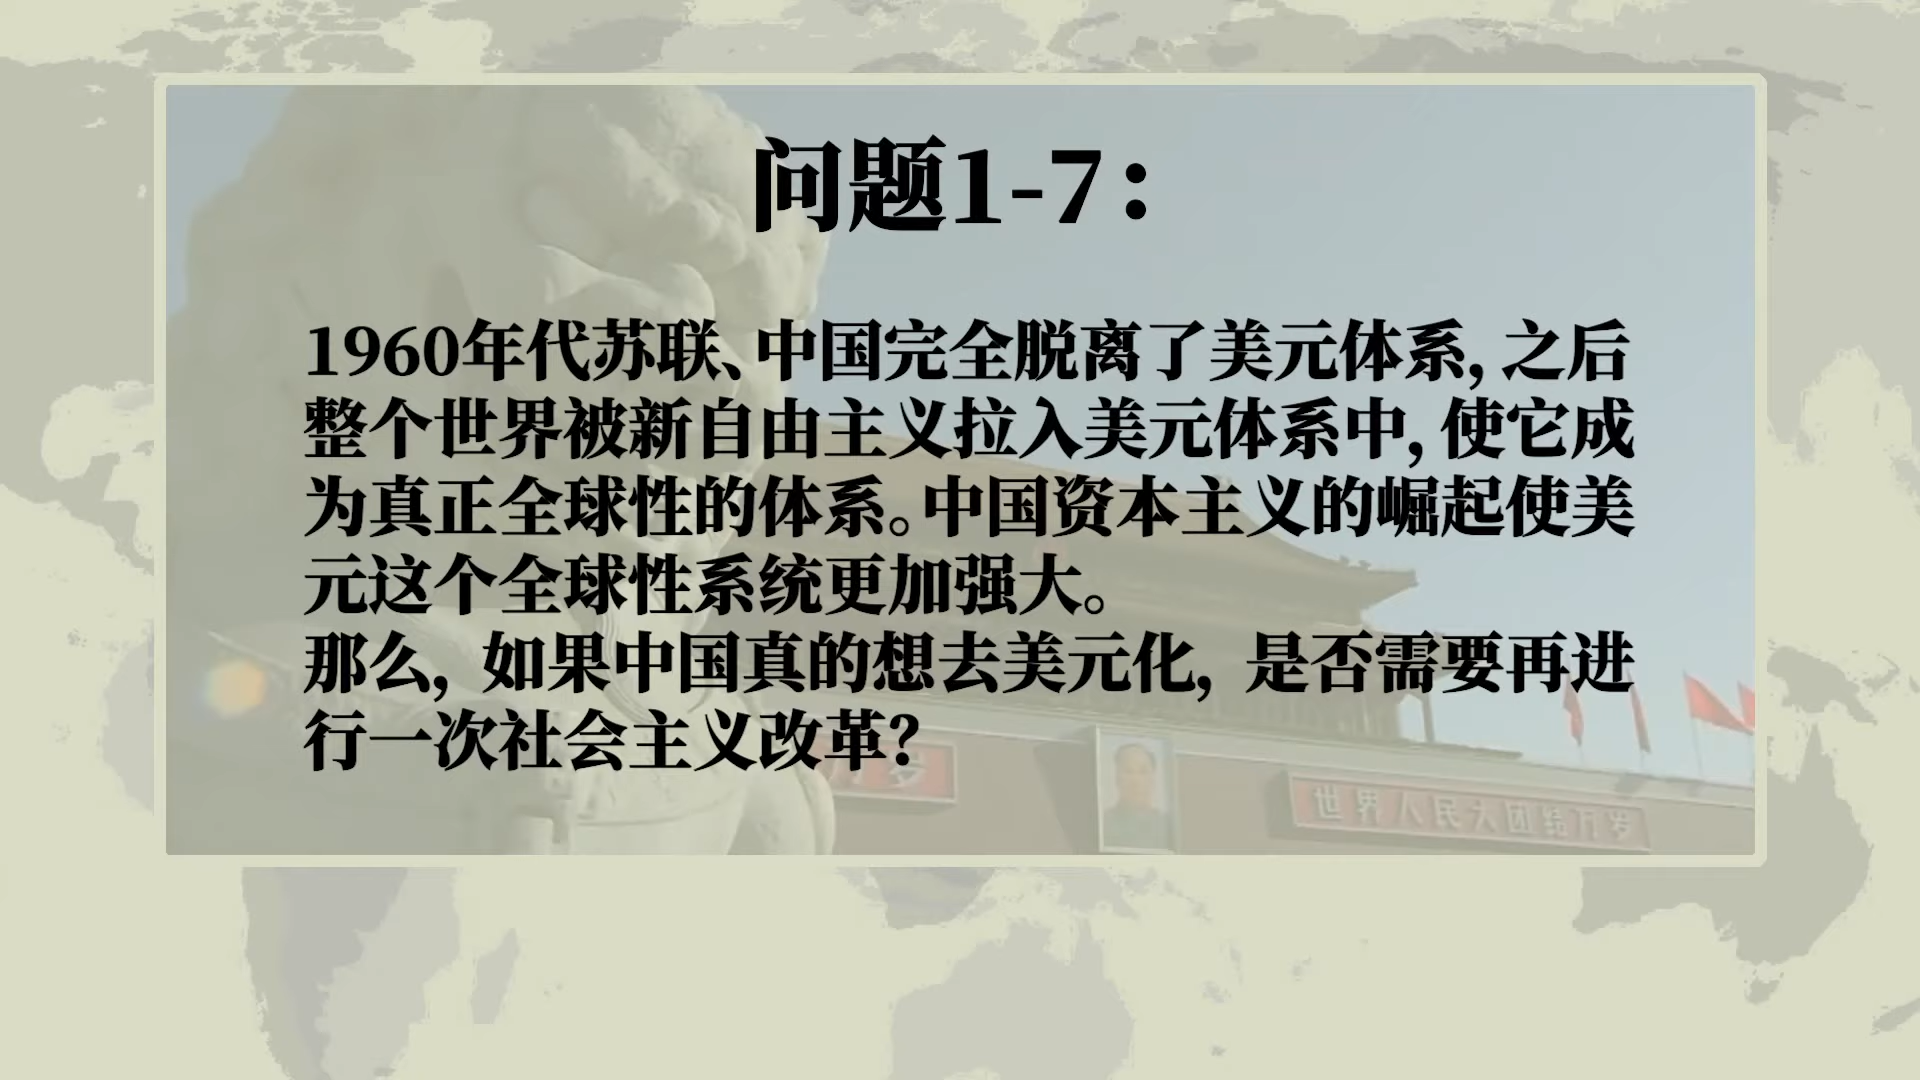 问题1-7：
1960年代苏联、中国完全脱离了美元体系，之后
整个世界被新自由主义拉入美元体系中，使它成
为真正全球性的体系。中国资本主义的崛起使美
元这个全球性系统更加强大。
那么，如果中国真的想去美元化，是否需要再进
行一次社会主义改革？
万岁
世界人民大团结万岁